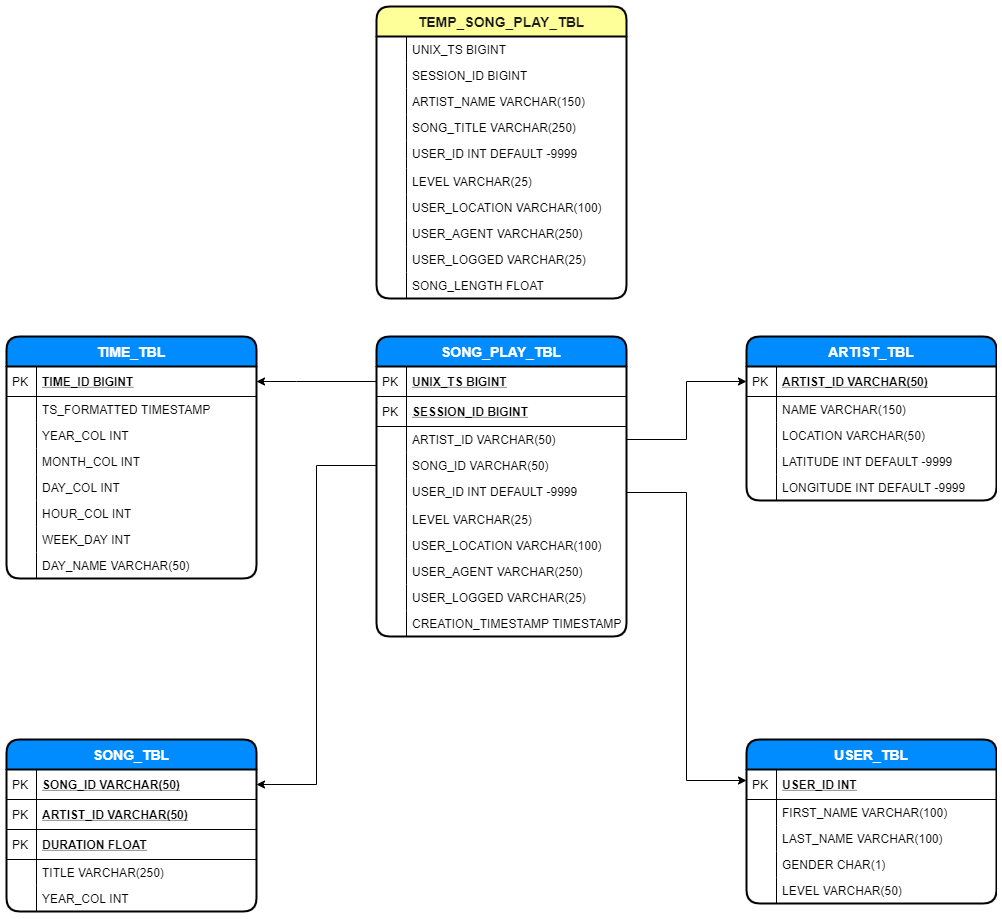 TEMP_SONG_PLAY_TBL
UNIX_TS BIGINT
SESSION_ID BIGINT
ARTIST_NAME VARCHAR(150)
SONG_TITLE VARCHAR(250)
USER_ID INT DEFAULT -9999
LEVEL VARCHAR(25)
USER_LOCATION VARCHAR(100)
USER_AGENT VARCHAR(250)
USER_LOGGED VARCHAR(25)
SONG_LENGTH FLOAT
TIME_TBL
PK TIME_ID BIGINT
TS_FORMATTED TIMESTAMP
YEAR_COL INT
MONTH_COL INT
DAY_COL INT
HOUR_COL INT
WEEK_DAY INT
DAY_NAME VARCHAR(50)
SONG_PLAY_TBL
PK UNIX_TS BIGINT
PK SESSION_ID BIGINT
ARTIST_ID VARCHAR(50)
SONG_ID VARCHAR(50)
USER_ID INT DEFAULT -9999
LEVEL VARCHAR(25)
USER_LOCATION VARCHAR(100)
USER_AGENT VARCHAR(250)
USER_LOGGED VARCHAR(25)
CREATION_TIMESTAMP TIMESTAMP
ARTIST_TBL
PK ARTIST_ID VARCHAR(50)
NAME VARCHAR(150)
LOCATION VARCHAR(50)
LATITUDE INT DEFAULT -9999
LONGITUDE INT DEFAULT -9999
SONG_TBL
PK SONG_ID VARCHAR(50)
PK ARTIST_ID VARCHAR(50)
PK DURATION FLOAT
TITLE VARCHAR(250)
YEAR_COL INT
USER_TBL
PK USER_ID INT
FIRST_NAME VARCHAR(100)
LAST_NAME VARCHAR(100)
GENDER CHAR(1)
LEVEL VARCHAR(50)